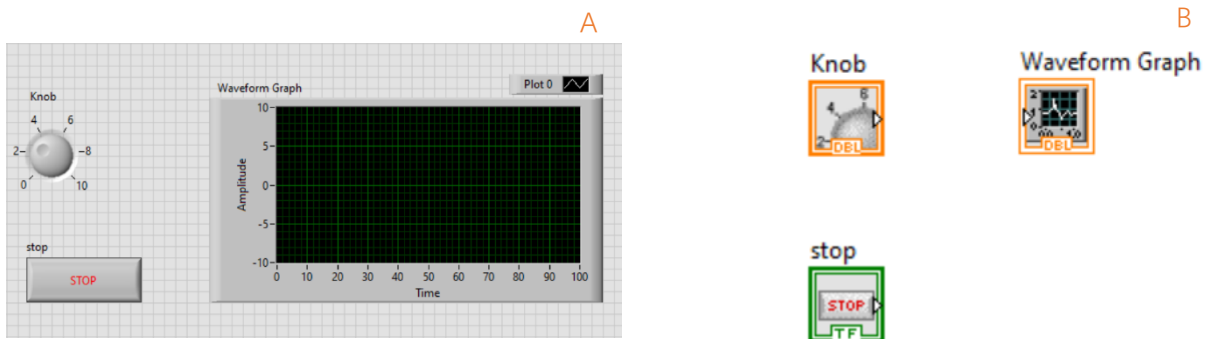 A
Knob
4 6
2 8
0 10
stop
STOP
Waveform Graph
Plot 0
Amplitude
10
5
0
-5
-10
0 10 20 30 40 50 60 70 80 90 100
Time
B
Knob
2 4 6
DBL
Waveform Graph
2
DBL
stop
STOP
TF